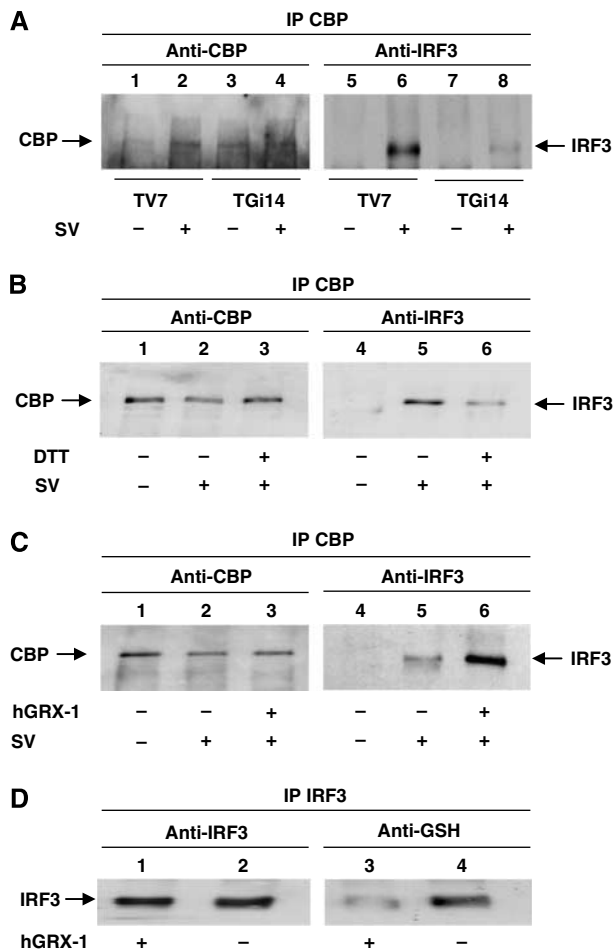 A
IP CBP
Anti-CBP Anti-IRF3
1 2 3 4 5 6 7 8
CBP IRF3
TV7 TGi14 TV7 TGi14
SV – + – + – + – +
B
IP CBP
Anti-CBP Anti-IRF3
1 2 3 4 5 6
CBP IRF3
DTT – – + – – +
SV – + + – + +
C
IP CBP
Anti-CBP Anti-IRF3
1 2 3 4 5 6
CBP IRF3
hGRX-1 – – + – – +
SV – + + – + +
D
IP IRF3
Anti-IRF3 Anti-GSH
1 2 3 4
IRF3
hGRX-1 + – + –